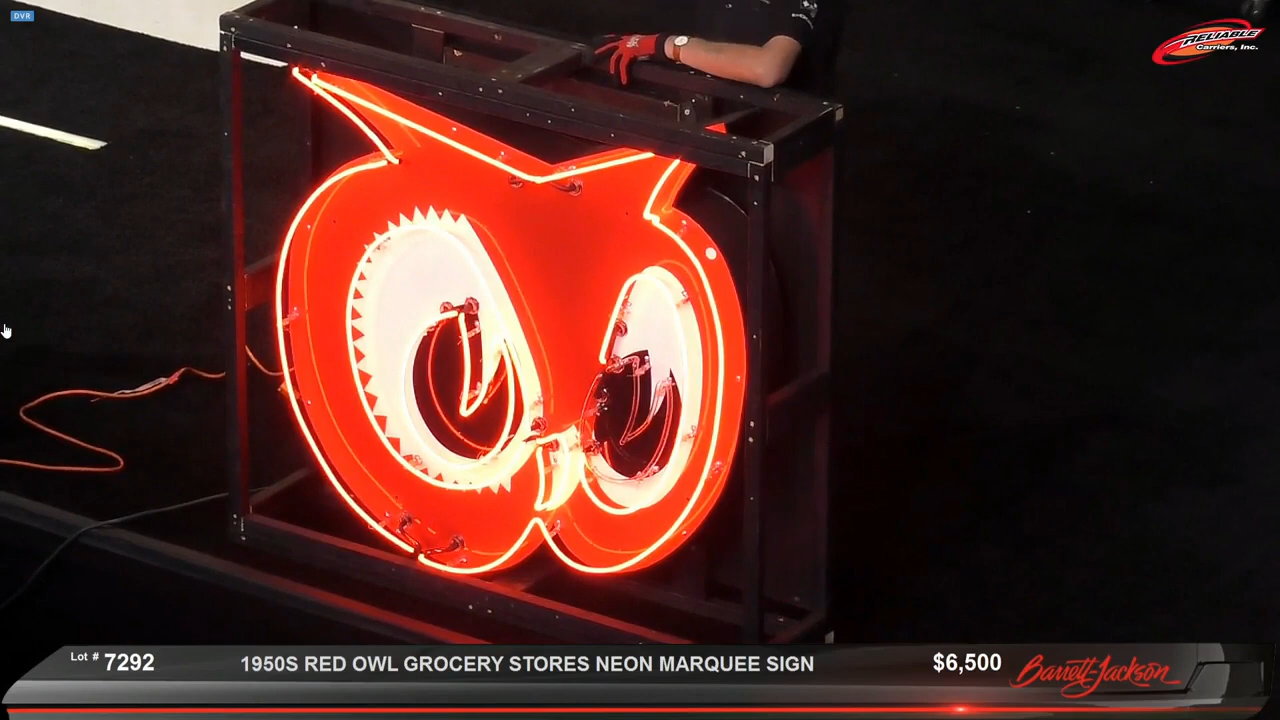 DVR
RELIABLE
Carriers, Inc.
Lot # 7292
1950S RED OWL GROCERY STORES NEON MARQUEE SIGN
$6,500
Barrett-Jackson